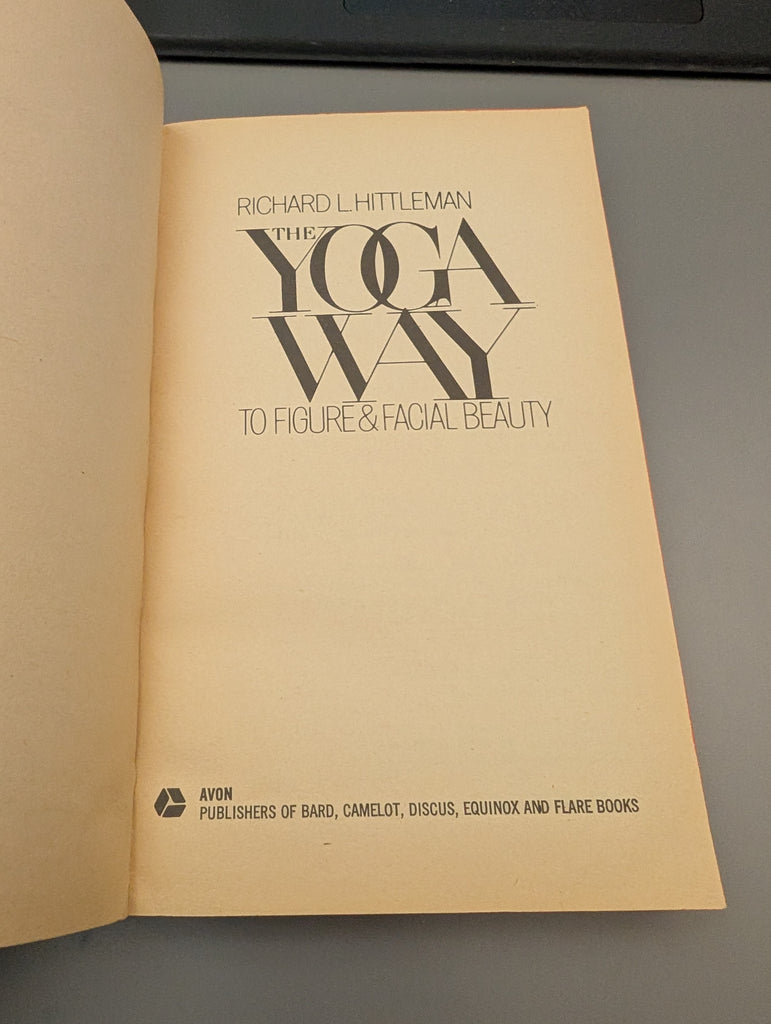 RICHARD L. HITTLEMAN
THE YOGA
WAY
TO FIGURE & FACIAL BEAUTY
AVON
PUBLISHERS OF BARD, CAMELOT, DISCUS, EQUINOX AND FLARE BOOKS